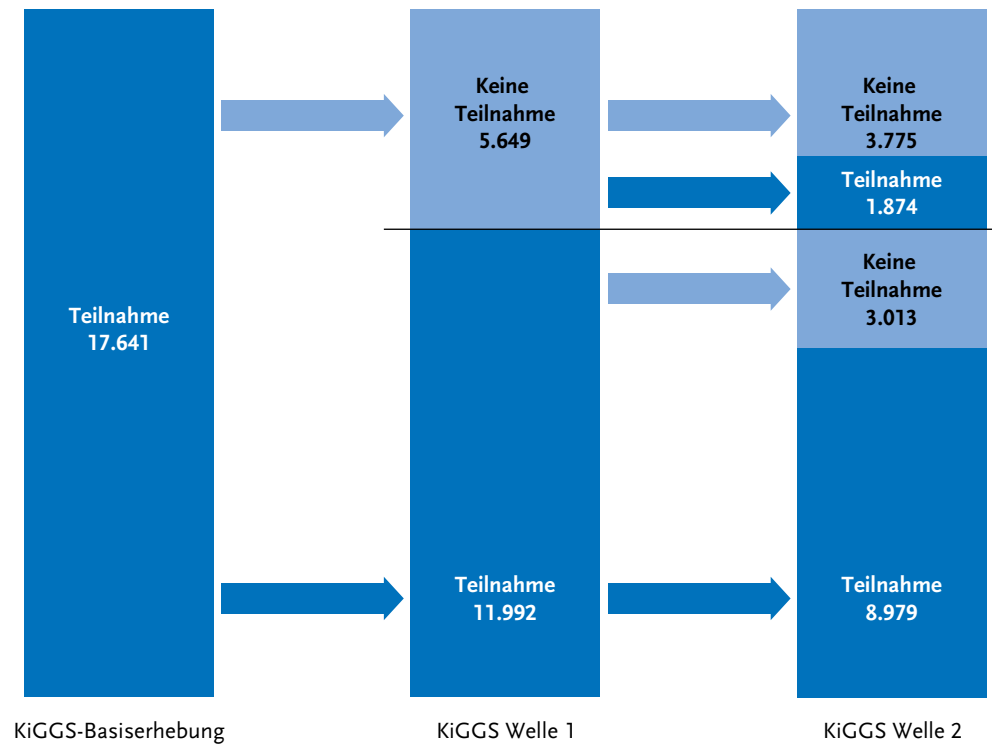 Teilnahme
17.641
Keine
Teilnahme
5.649
Teilnahme
11.992
Keine
Teilnahme
3.775
Teilnahme
1.874
Keine
Teilnahme
3.013
Teilnahme
8.979
KiGGS-Basiserhebung
KiGGS Welle 1
KiGGS Welle 2